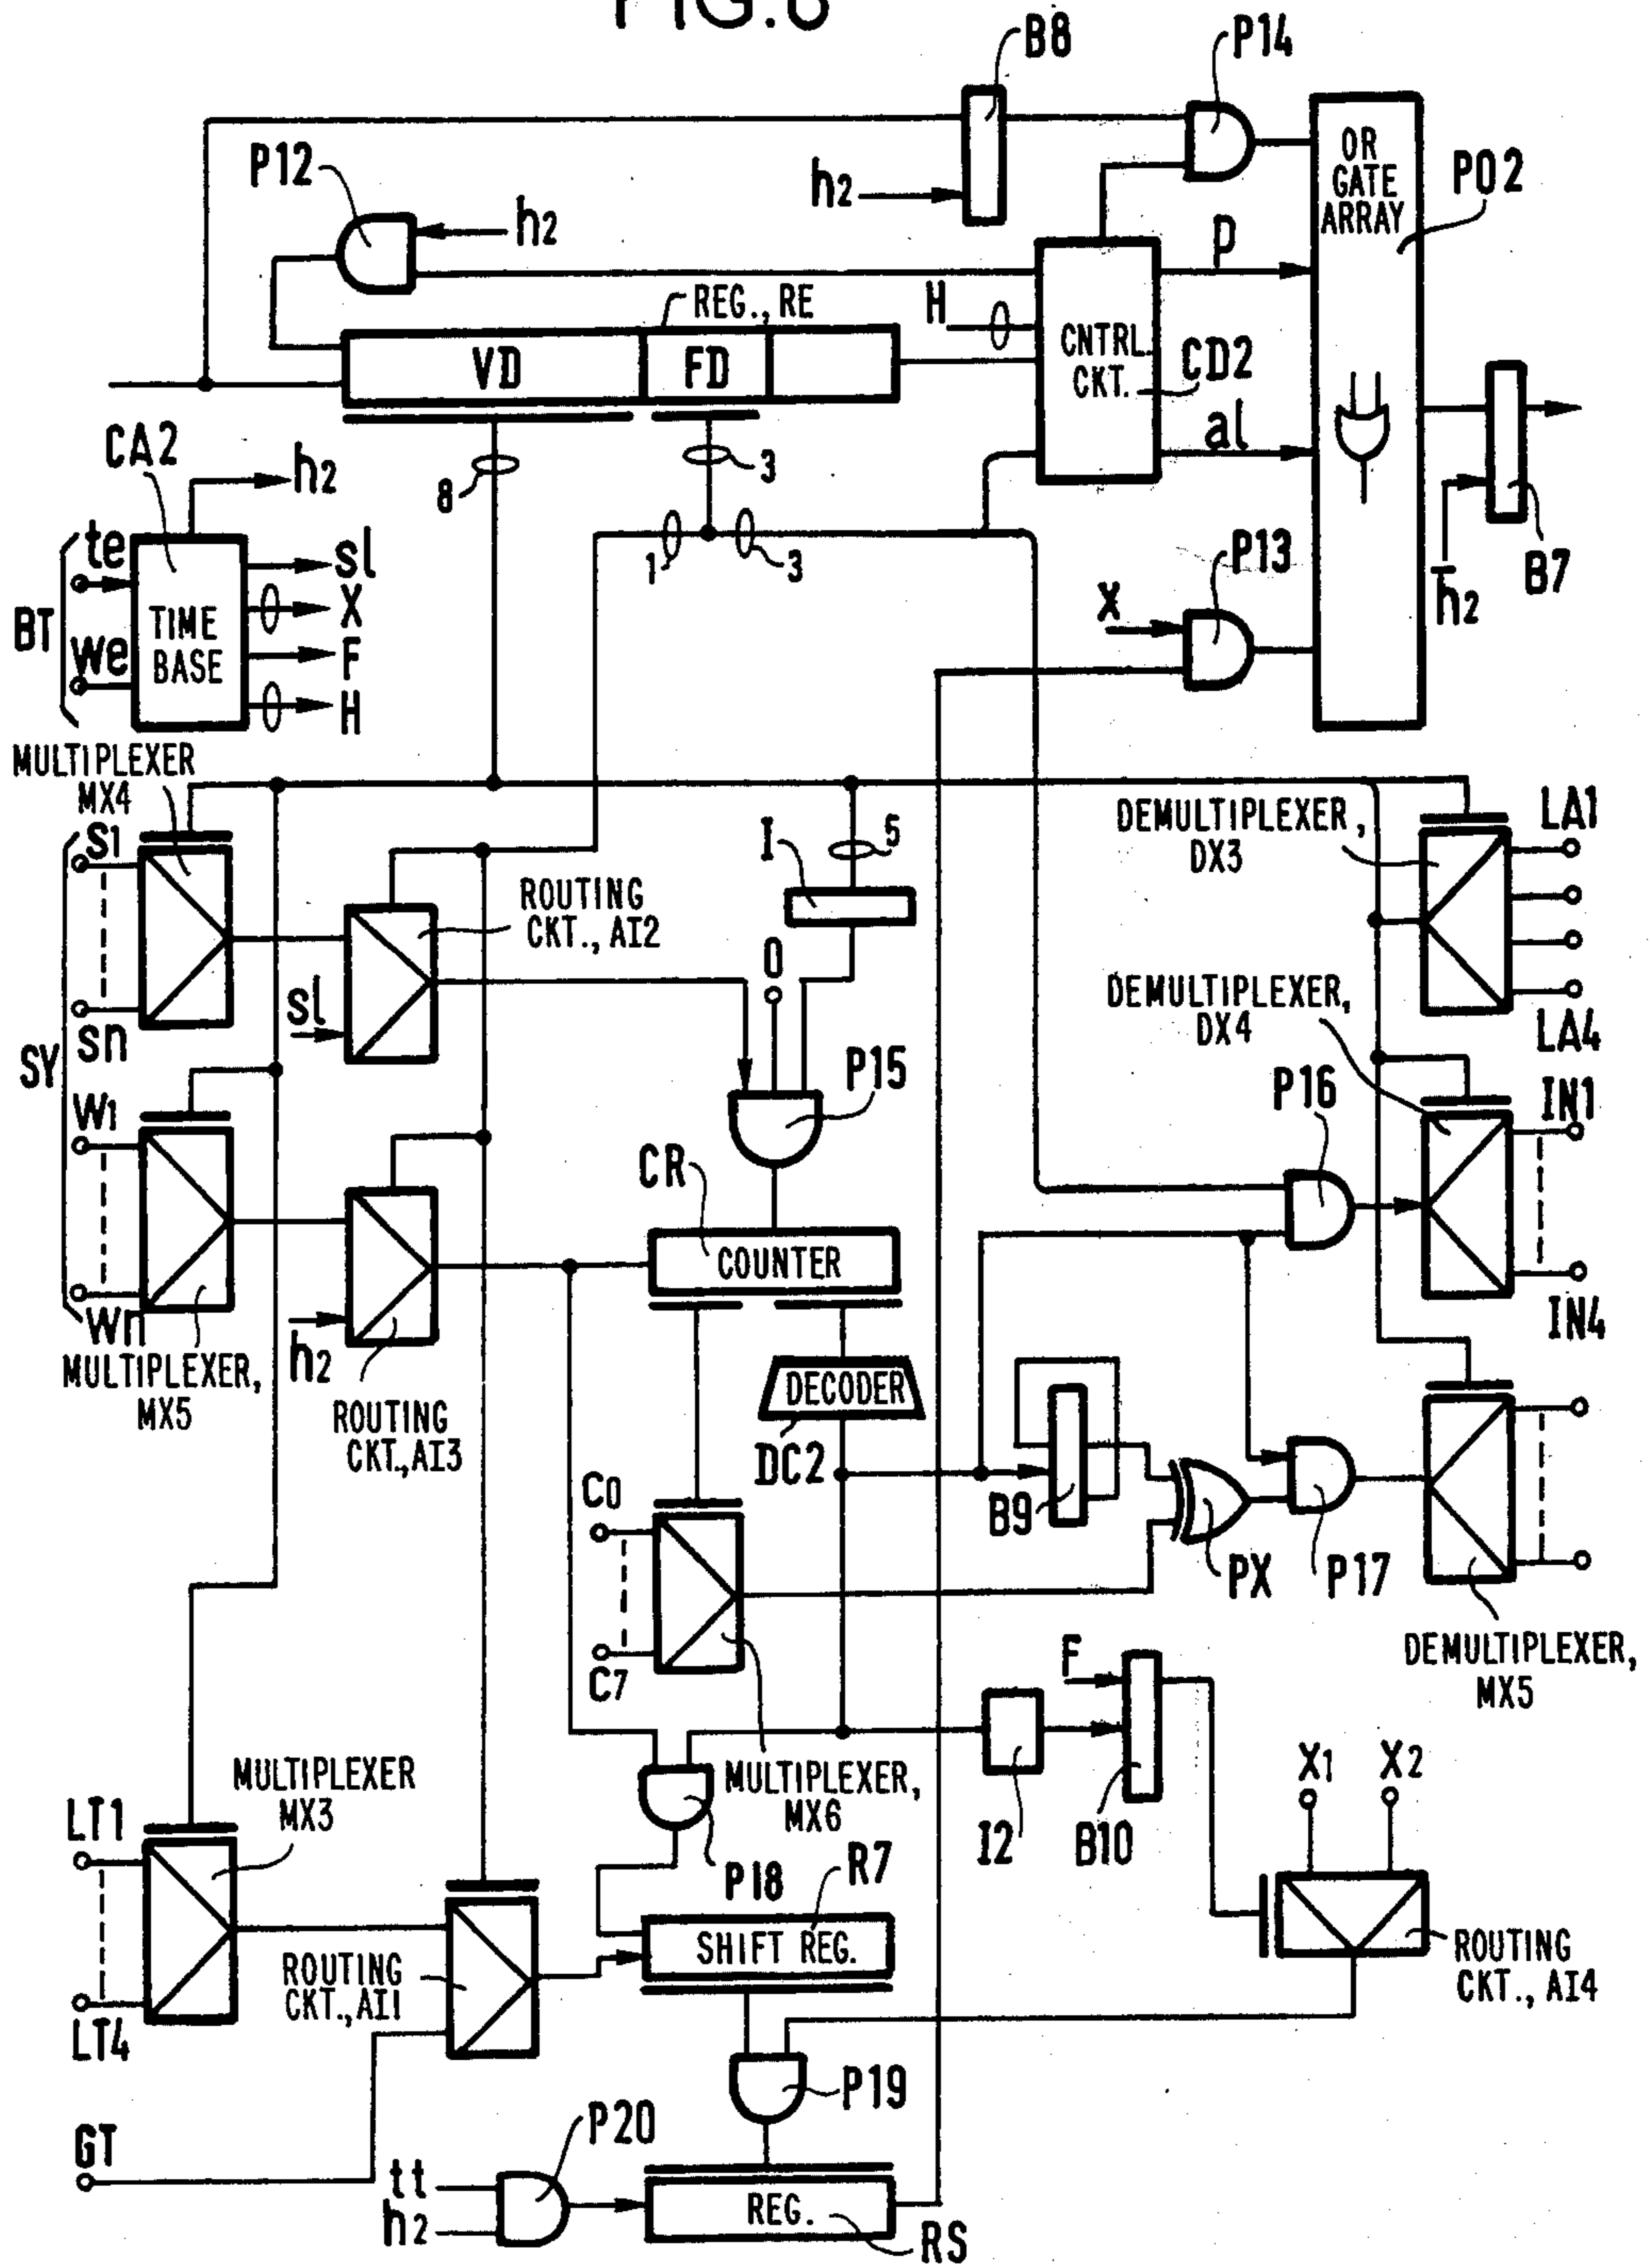 FIG.8
B8
P14
P12
h2
h2
OR
GATE
ARRAY
PO2
REG., RE
H
p
VD
FD
CNTRL.
CKT.
CD2
al
CA2
h2
8
3
te
sl
1
3
P13
h̅2
B7
BT
TIME
BASE
X
X
we
F
H
MULTIPLEXER
MX4
DEMULTIPLEXER,
DX3
LA1
S1
I
5
ROUTING
CKT., AI2
O
DEMULTIPLEXER,
DX4
sl
LA4
SY
sn
P15
P16
IN1
W1
CR
COUNTER
Wn
h2
IN4
MULTIPLEXER,
MX5
DECODER
ROUTING
CKT., AI3
DC2
C0
B9
PX
P17
F
C7
DEMULTIPLEXER,
MX5
MULTIPLEXER
MX3
MULTIPLEXER,
MX6
X1
X2
LT1
I2
B10
P18
R7
SHIFT REG.
ROUTING
CKT., AI1
ROUTING
CKT., AI4
LT4
P19
GT
P20
tt
h2
REG.
RS